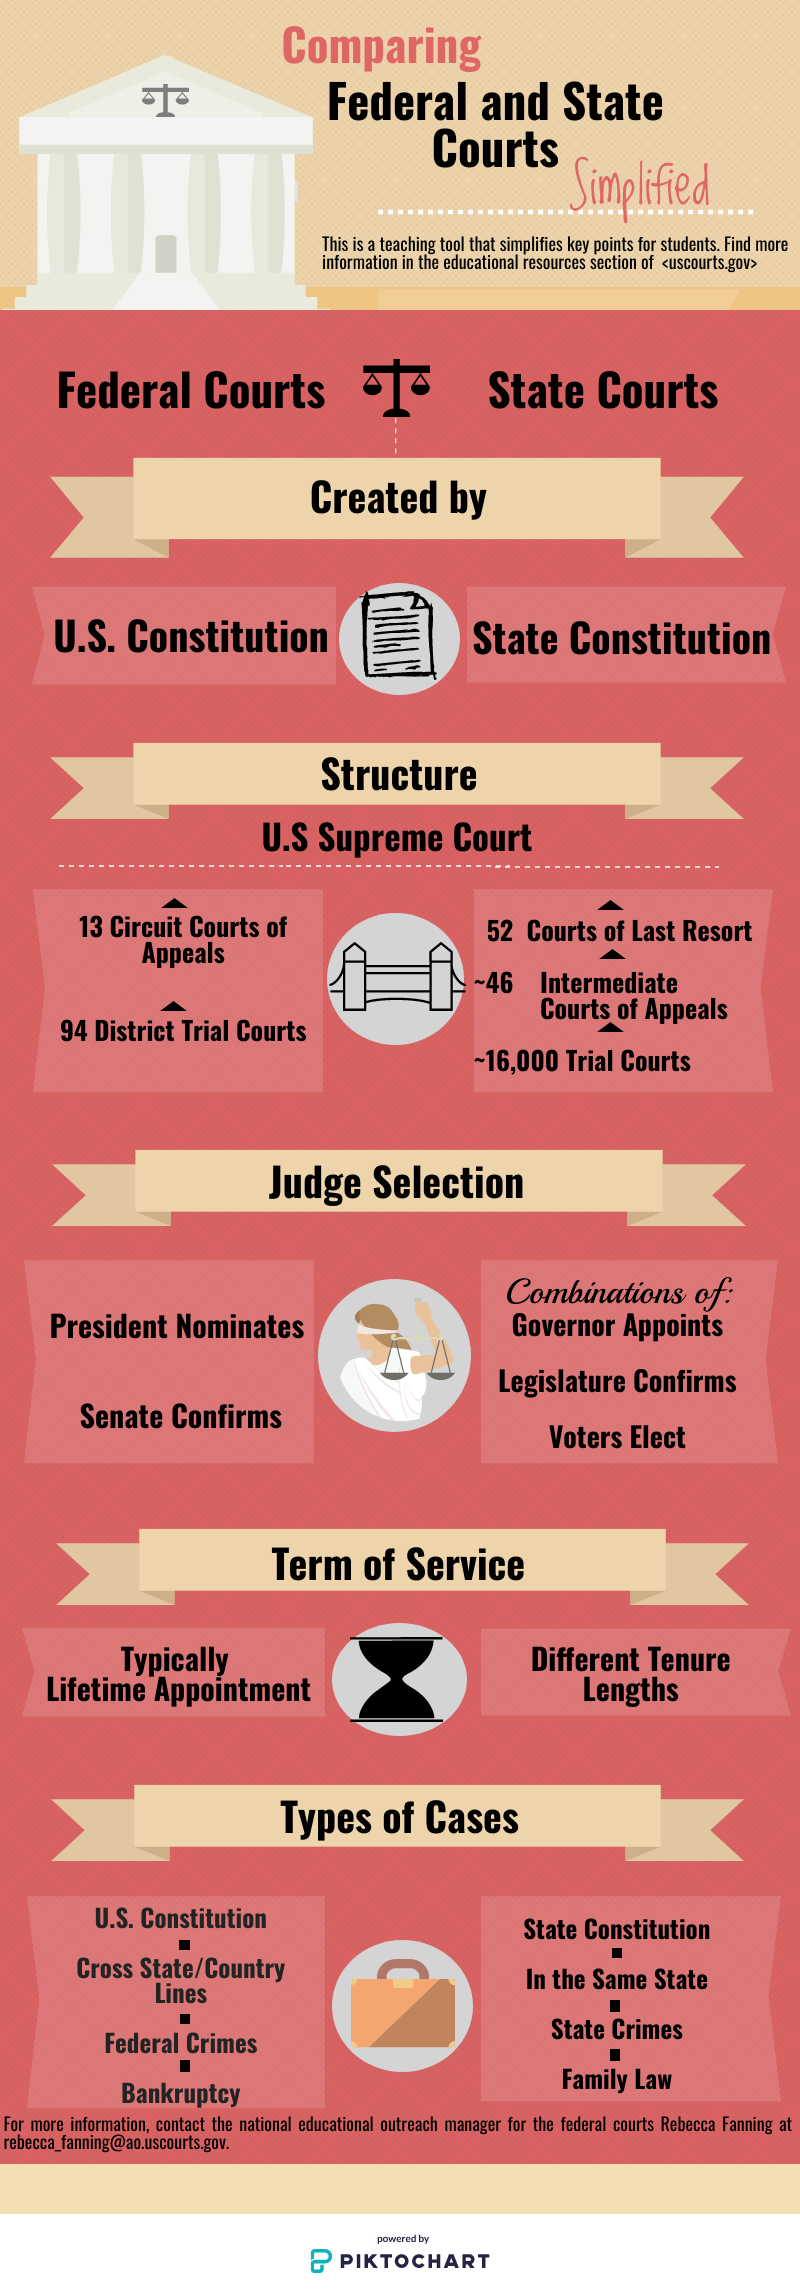 Comparing
Federal and State
Courts
Simplified
This is a teaching tool that simplifies key points for students. Find more
information in the educational resources section of <uscourts.gov>
Federal Courts
State Courts
Created by
U.S. Constitution
State Constitution
Structure
U.S Supreme Court
13 Circuit Courts of
Appeals
94 District Trial Courts
52 Courts of Last Resort
~46 Intermediate
Courts of Appeals
~16,000 Trial Courts
Judge Selection
President Nominates
Senate Confirms
Combinations of:
Governor Appoints
Legislature Confirms
Voters Elect
Term of Service
Typically
Lifetime Appointment
Different Tenure
Lengths
Types of Cases
U.S. Constitution
Cross State/Country
Lines
Federal Crimes
Bankruptcy
State Constitution
In the Same State
State Crimes
Family Law
For more information, contact the national educational outreach manager for the federal courts Rebecca Fanning at
rebecca_fanning@ao.uscourts.gov.
powered by
PIKTOCHART